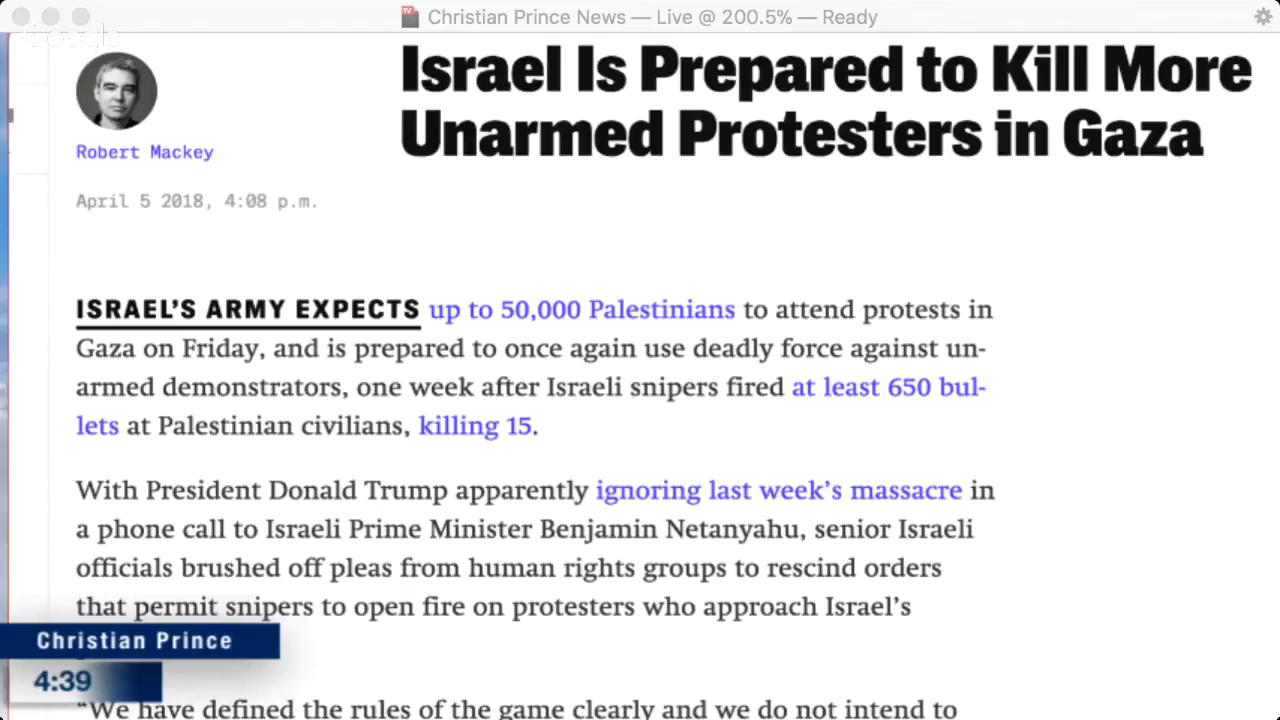 Christian Prince News — Live @ 200.5% — Ready
Israel Is Prepared to Kill More
Unarmed Protesters in Gaza
Robert Mackey
April 5 2018, 4:08 p.m.
ISRAEL’S ARMY EXPECTS up to 50,000 Palestinians to attend protests in
Gaza on Friday, and is prepared to once again use deadly force against un-
armed demonstrators, one week after Israeli snipers fired at least 650 bul-
lets at Palestinian civilians, killing 15.
With President Donald Trump apparently ignoring last week’s massacre in
a phone call to Israeli Prime Minister Benjamin Netanyahu, senior Israeli
officials brushed off pleas from human rights groups to rescind orders
that permit snipers to open fire on protesters who approach Israel’s
Christian Prince
4:39
“We have defined the rules of the game clearly and we do not intend to